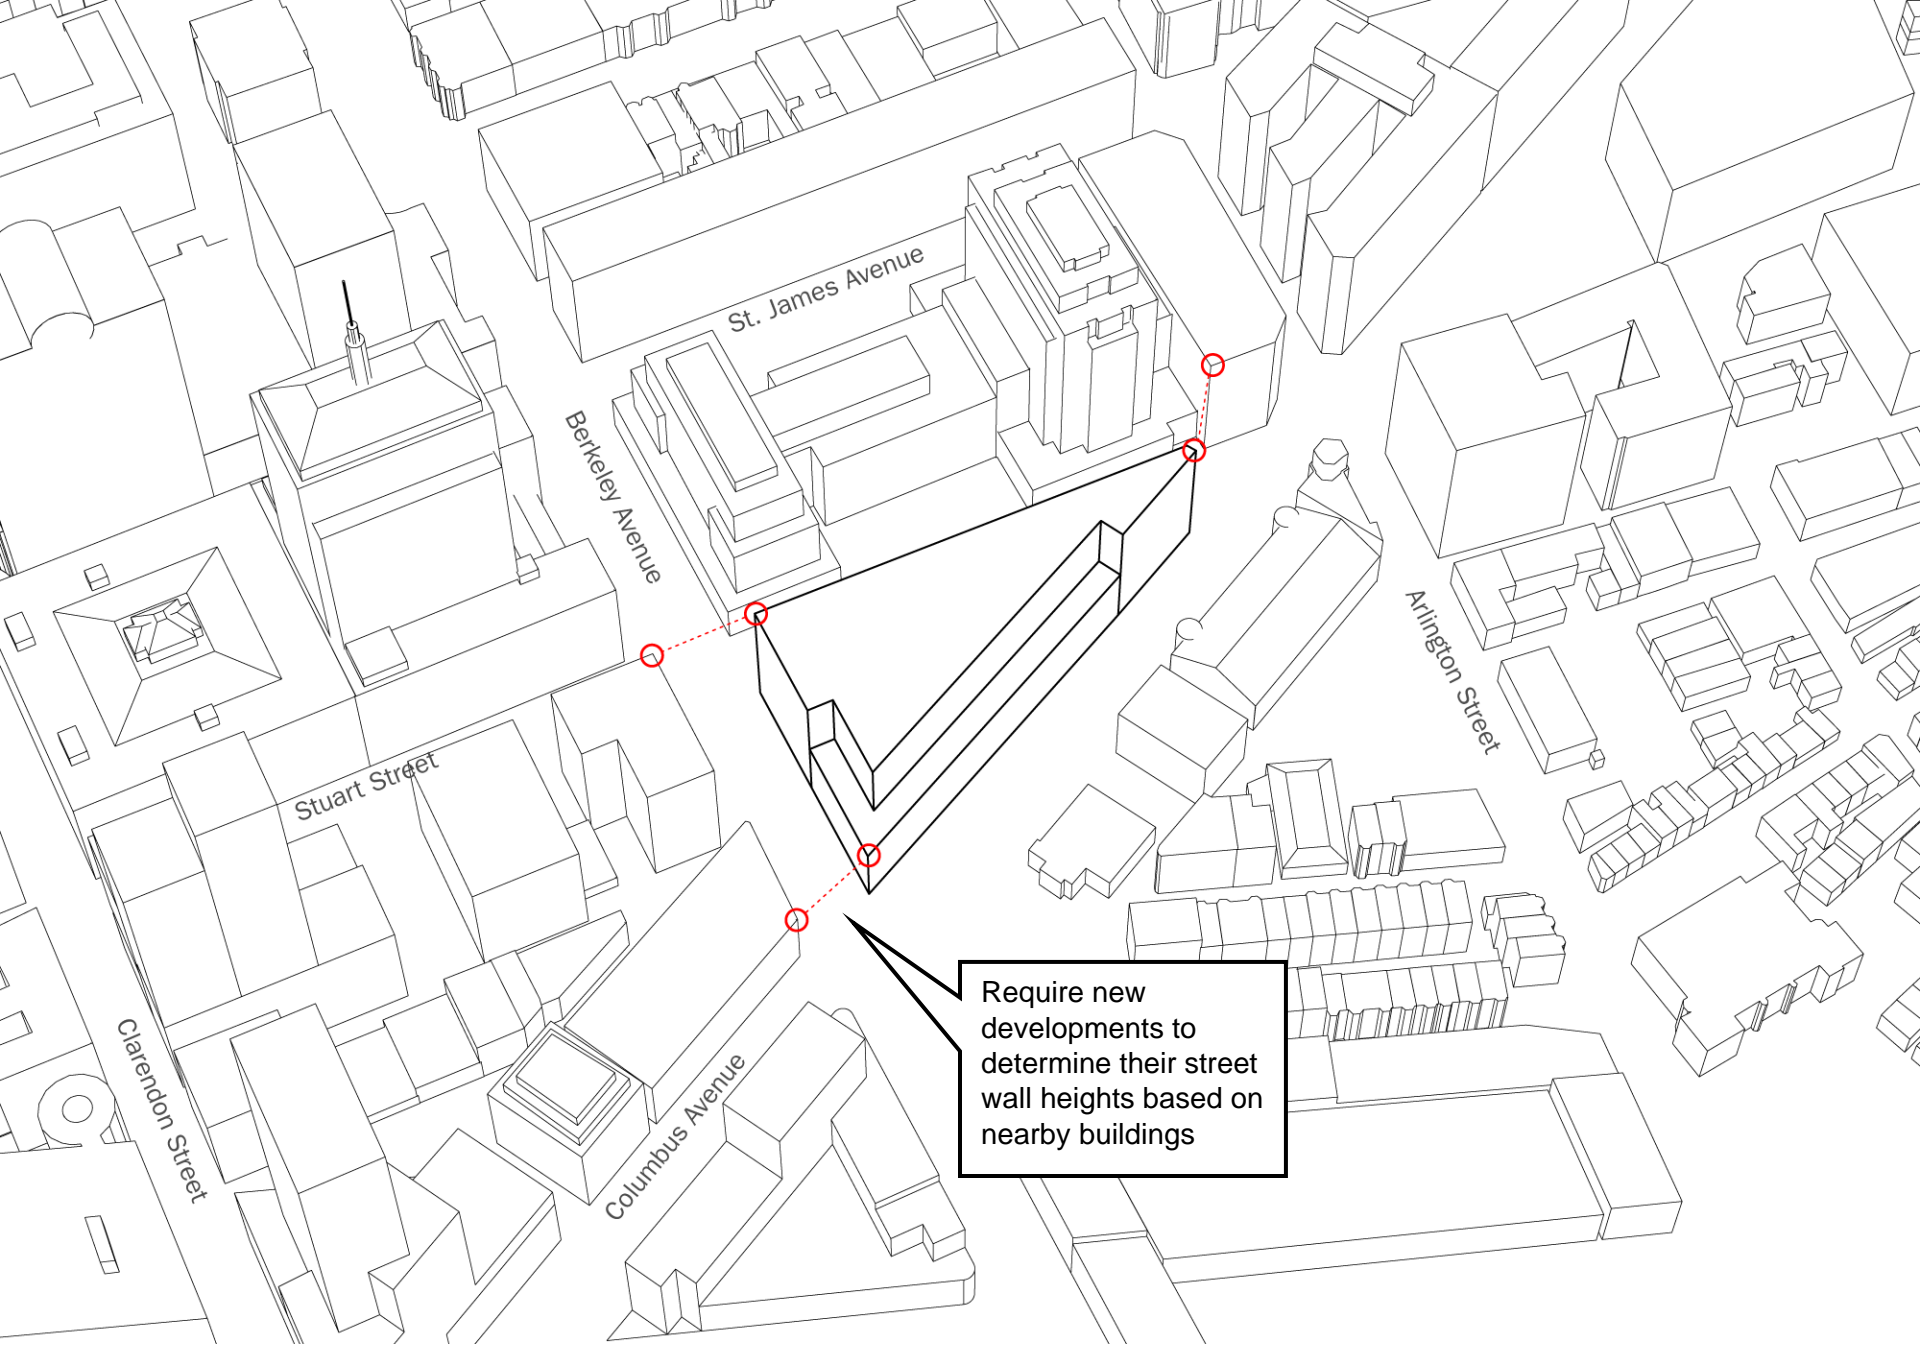 St. James Avenue
Berkeley Avenue
Arlington Street
Stuart Street
Clarendon Street
Columbus Avenue
Require new
developments to
determine their street
wall heights based on
nearby buildings